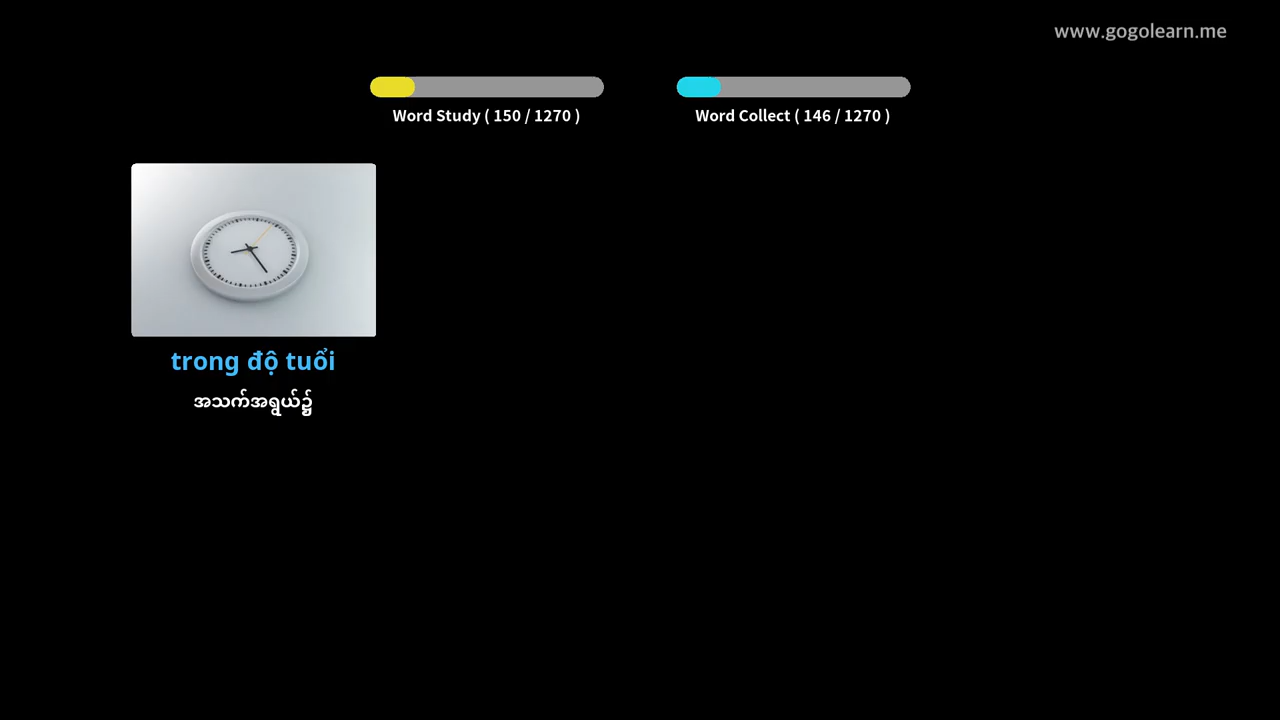 www.gogolearn.me
Word Study ( 150 / 1270 )
Word Collect ( 146 / 1270 )
trong độ tuổi
အသက်အရွယ်၌